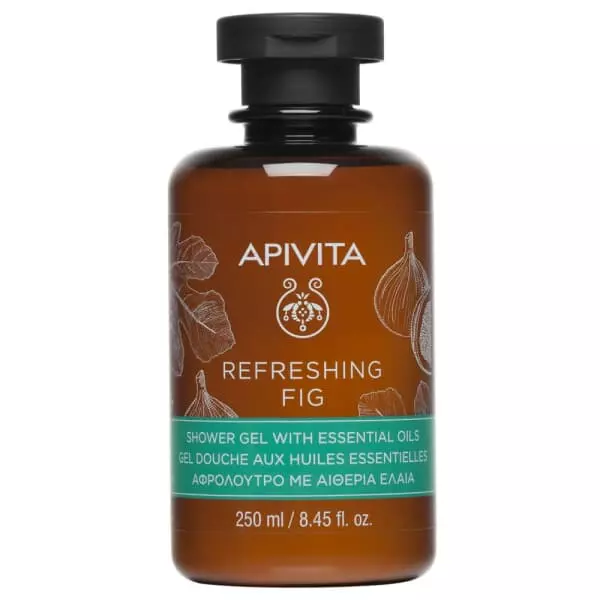 APIVITA
REFRESHING
FIG
SHOWER GEL WITH ESSENTIAL OILS
GEL DOUCHE AUX HUILES ESSENTIELLES
ΑΦΡΟΛΟΥΤΡΟ ΜΕ ΑΙΘΕΡΙΑ ΕΛΑΙΑ
250 ml / 8.45 fl. oz.